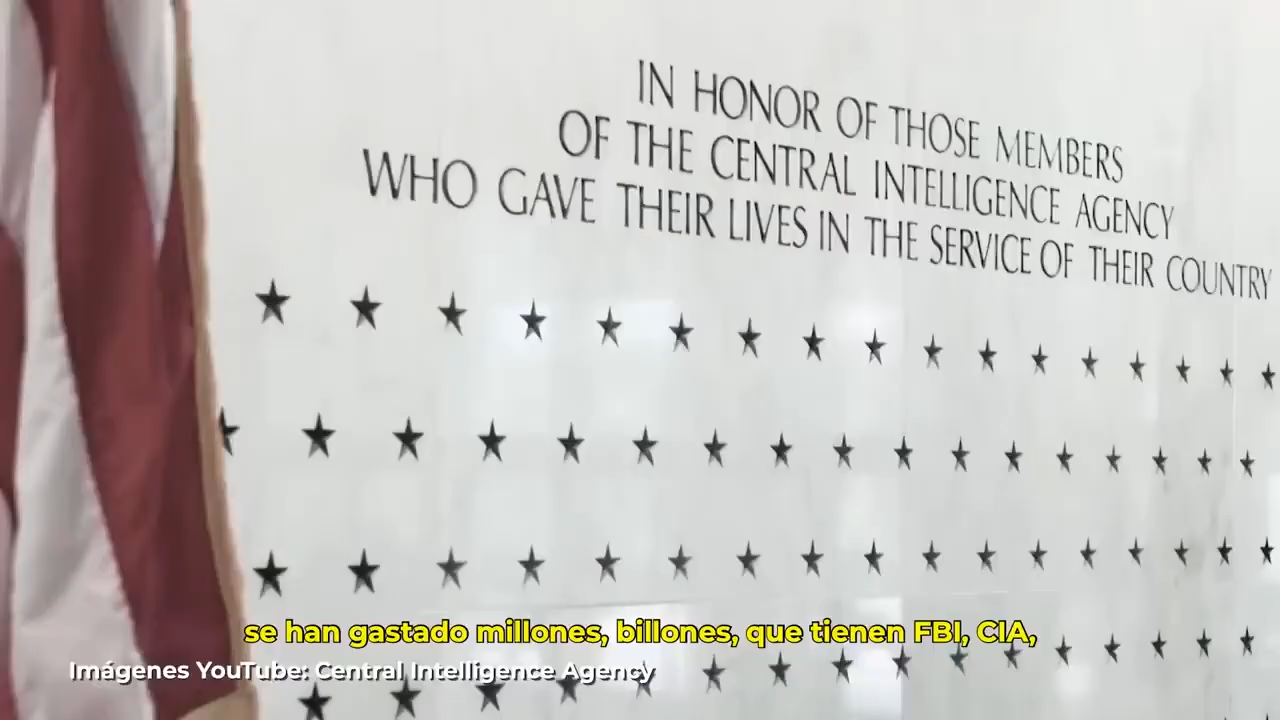 IN HONOR OF THOSE MEMBERS
OF THE CENTRAL INTELLIGENCE AGENCY
WHO GAVE THEIR LIVES IN THE SERVICE OF THEIR COUNTRY
se han gastado millones, billones, que tienen FBI, CIA,
Imágenes YouTube: Central Intelligence Agency